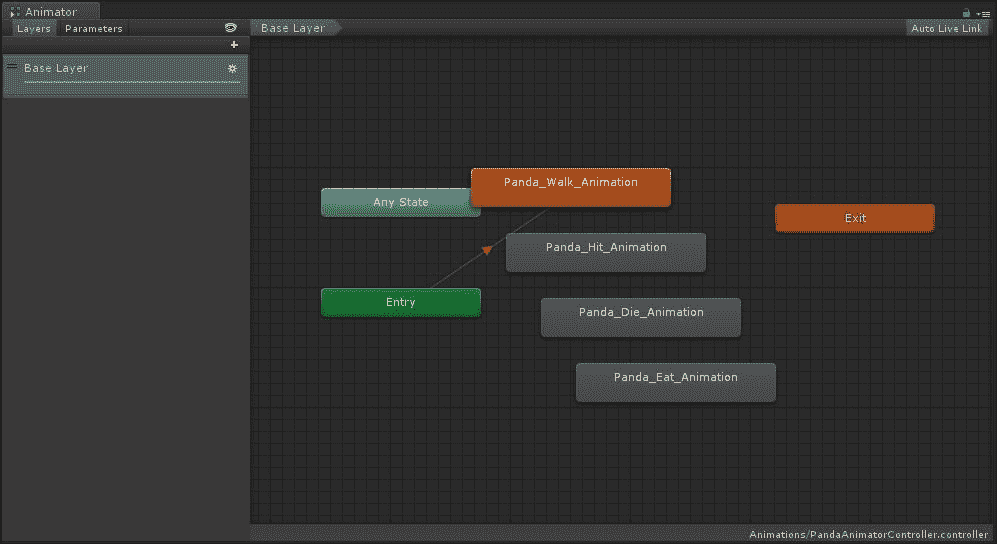 Animator
Layers Parameters
Base Layer
Auto Live Link
Base Layer
Panda_Walk_Animation
Any State
Exit
Panda_Hit_Animation
Entry
Panda_Die_Animation
Panda_Eat_Animation
Animations/PandaAnimatorController.controller